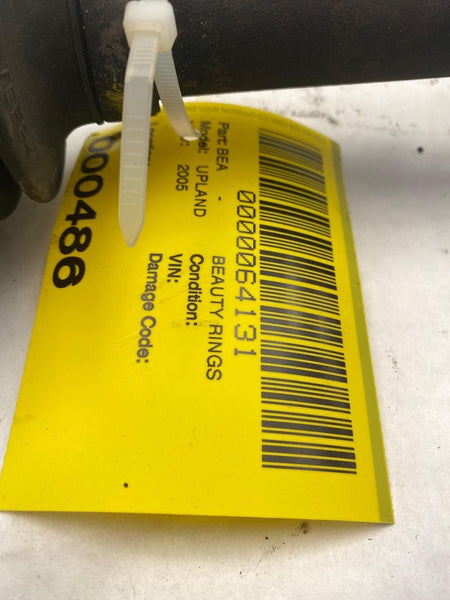 0000064131
Part: BEA - BEAUTY RINGS
Model: UPLAND Condition:
: 2005 VIN:
Damage Code:
000486